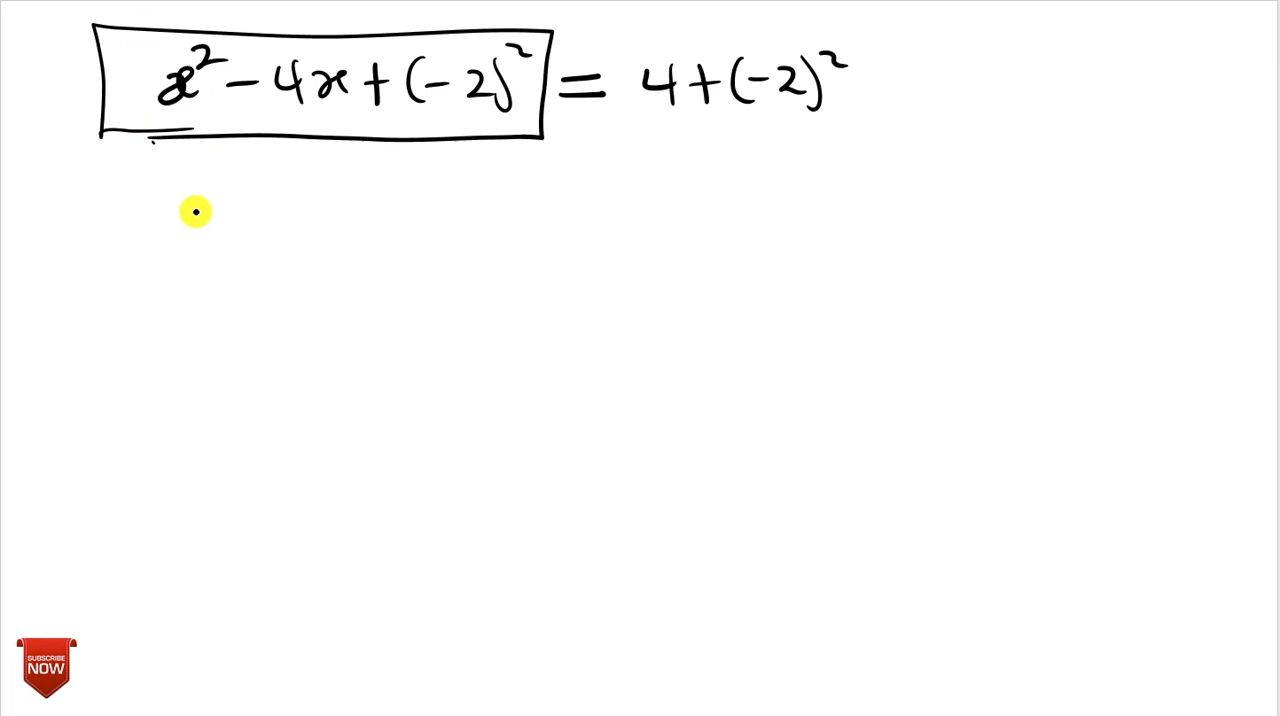 x² - 4x + (-2)² = 4 + (-2)²
SUBSCRIBE
NOW